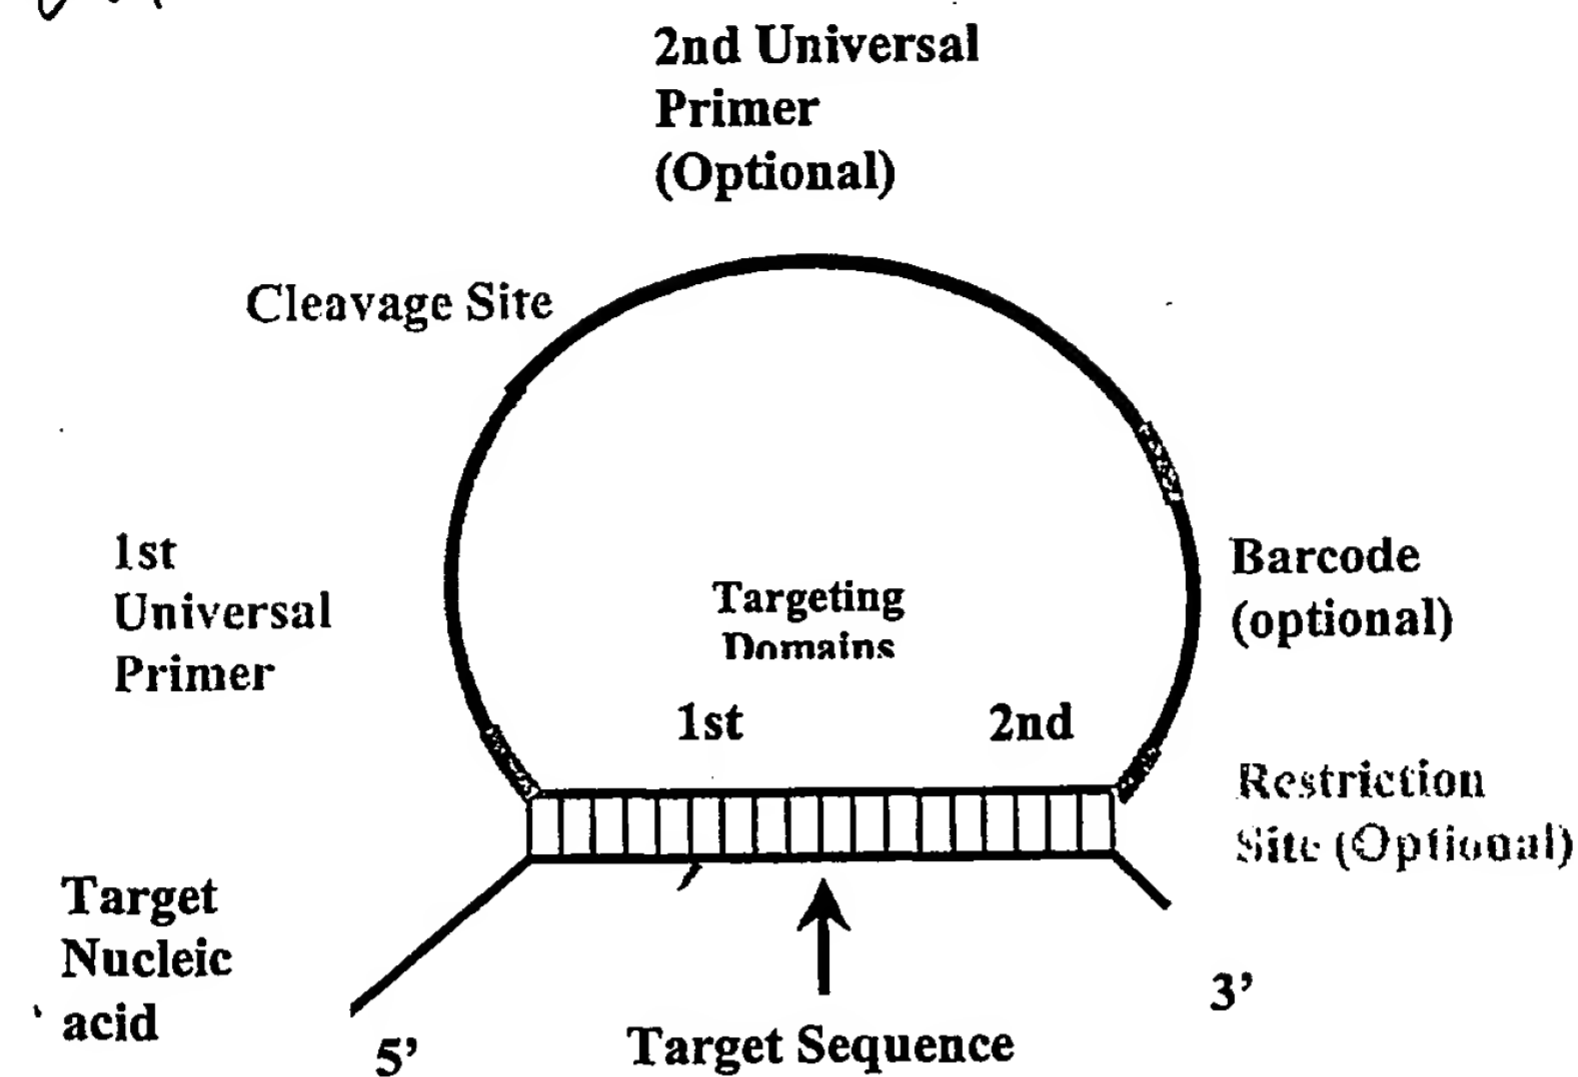 2nd Universal
Primer
(Optional)
Cleavage Site
1st
Universal
Primer
Targeting
Domains
1st
2nd
Barcode
(optional)
Restriction
Site (Optional)
Target
Nucleic
acid
5’
Target Sequence
3’